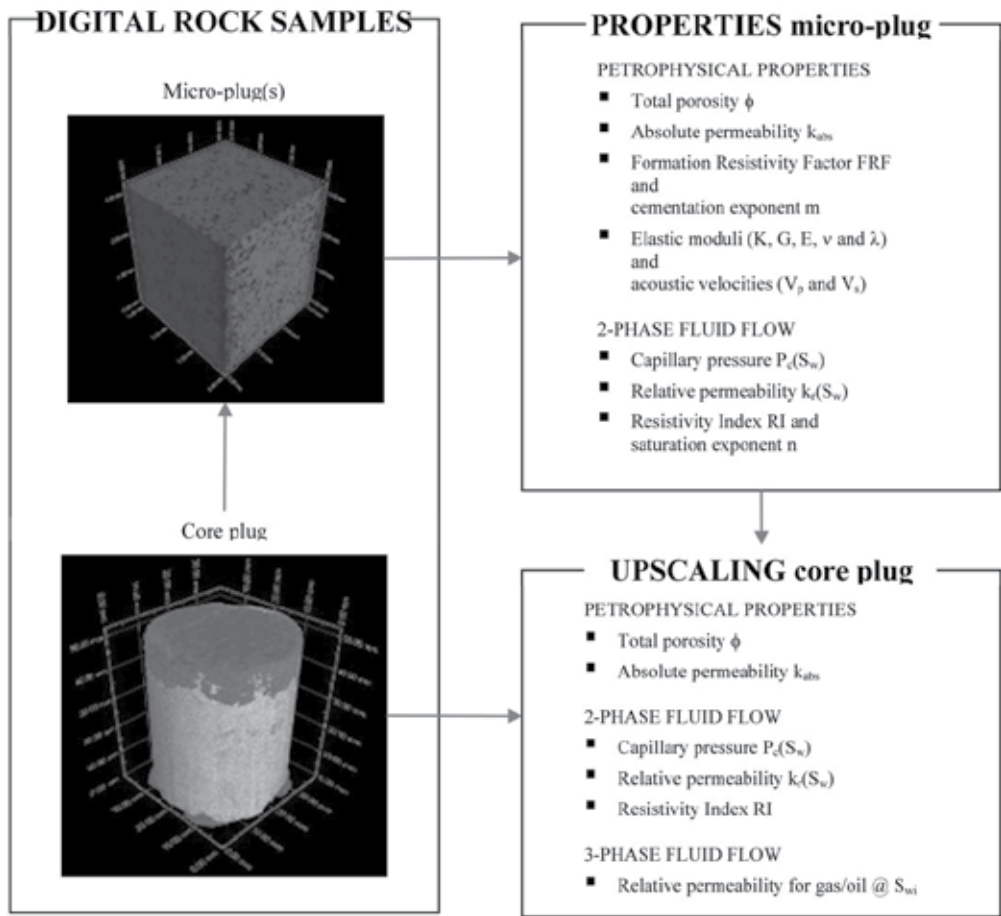 DIGITAL ROCK SAMPLES
Micro-plug(s)
Core plug
PROPERTIES micro-plug
PETROPHYSICAL PROPERTIES
■ Total porosity ϕ
■ Absolute permeability kabs
■ Formation Resistivity Factor FRF
and
cementation exponent m
■ Elastic moduli (K, G, E, ν and λ)
and
acoustic velocities (Vp and Vs)
2-PHASE FLUID FLOW
■ Capillary pressure Pc(Sw)
■ Relative permeability kr(Sw)
■ Resistivity Index RI and
saturation exponent n
UPSCALING core plug
PETROPHYSICAL PROPERTIES
■ Total porosity ϕ
■ Absolute permeability kabs
2-PHASE FLUID FLOW
■ Capillary pressure Pc(Sw)
■ Relative permeability kr(Sw)
■ Resistivity Index RI
3-PHASE FLUID FLOW
■ Relative permeability for gas/oil @ Swi